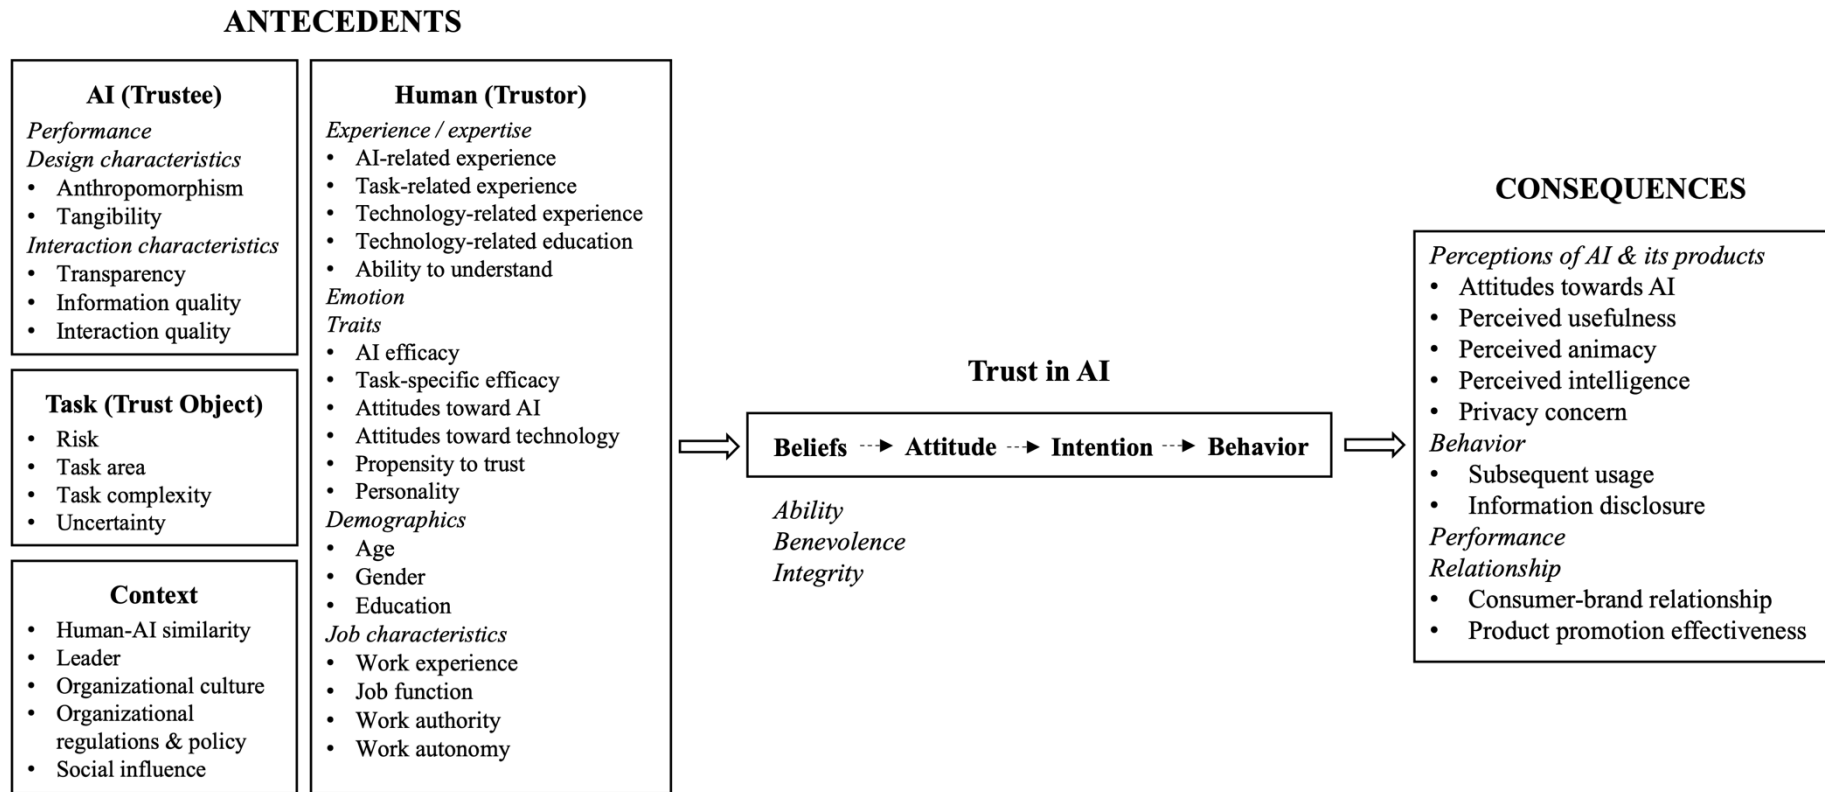 ANTECEDENTS
AI (Trustee)
Performance
Design characteristics
• Anthropomorphism
• Tangibility
Interaction characteristics
• Transparency
• Information quality
• Interaction quality
Task (Trust Object)
• Risk
• Task area
• Task complexity
• Uncertainty
Context
• Human-AI similarity
• Leader
• Organizational culture
• Organizational
regulations & policy
• Social influence
Human (Trustor)
Experience / expertise
• AI-related experience
• Task-related experience
• Technology-related experience
• Technology-related education
• Ability to understand
Emotion
Traits
• AI efficacy
• Task-specific efficacy
• Attitudes toward AI
• Attitudes toward technology
• Propensity to trust
• Personality
Demographics
• Age
• Gender
• Education
Job characteristics
• Work experience
• Job function
• Work authority
• Work autonomy
Trust in AI
Beliefs Attitude Intention Behavior
Ability
Benevolence
Integrity
CONSEQUENCES
Perceptions of AI & its products
• Attitudes towards AI
• Perceived usefulness
• Perceived animacy
• Perceived intelligence
• Privacy concern
Behavior
• Subsequent usage
• Information disclosure
Performance
Relationship
• Consumer-brand relationship
• Product promotion effectiveness